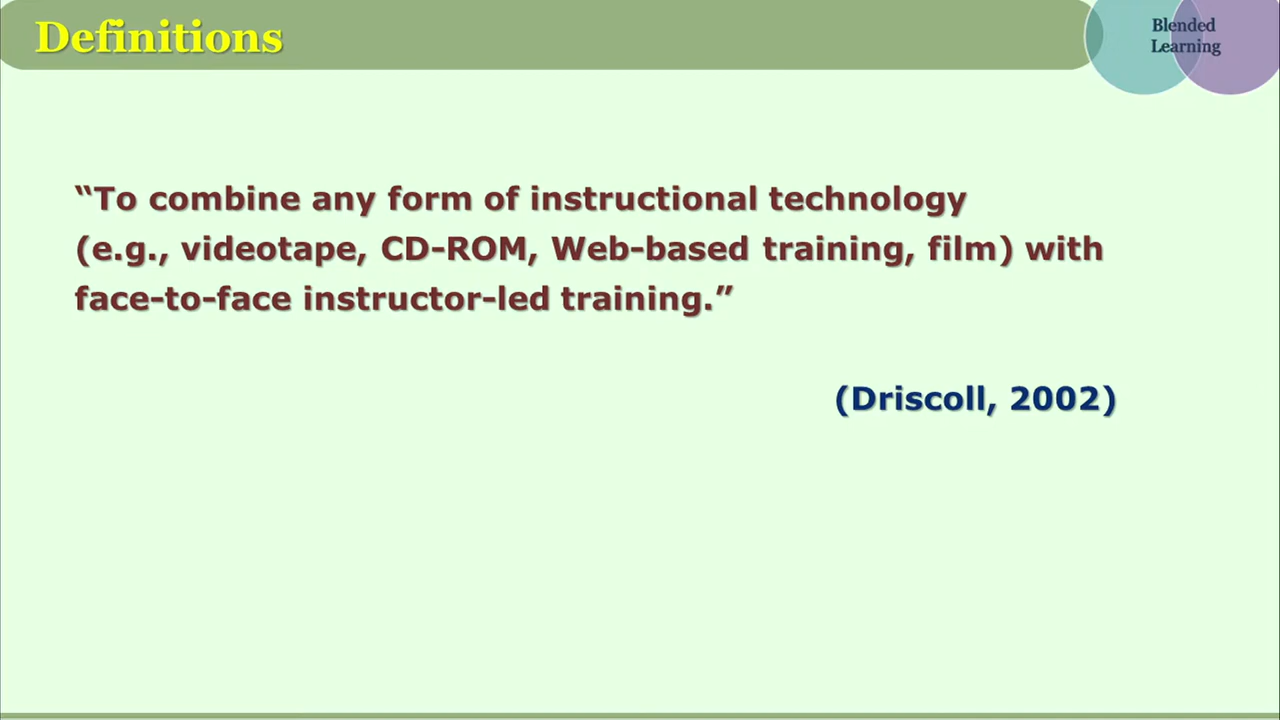 Definitions
Blended
Learning
“To combine any form of instructional technology
(e.g., videotape, CD-ROM, Web-based training, film) with
face-to-face instructor-led training.”
(Driscoll, 2002)